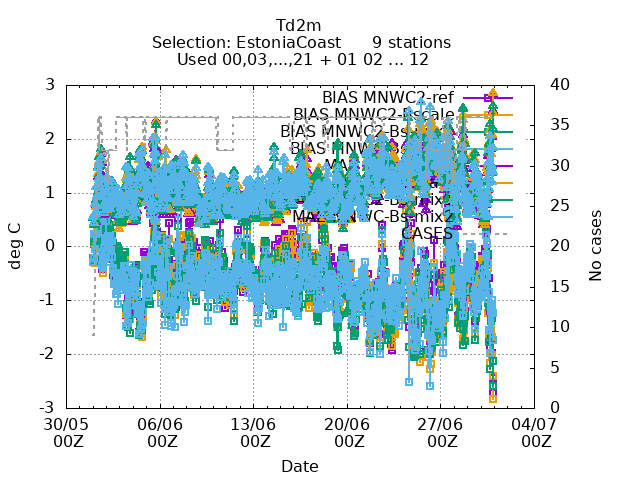 Td2m
Selection: EstoniaCoast 9 stations
Used 00,03,...,21 + 01 02 ... 12
BIAS MNWC2-ref
BIAS MNWC2-Bscale
BIAS
CASES
3
2
1
0
-1
-2
-3
deg C
40
35
30
25
20
15
10
5
0
No cases
30/05 06/06 13/06 20/06 27/06 04/07
00Z 00Z 00Z 00Z 00Z 00Z
Date